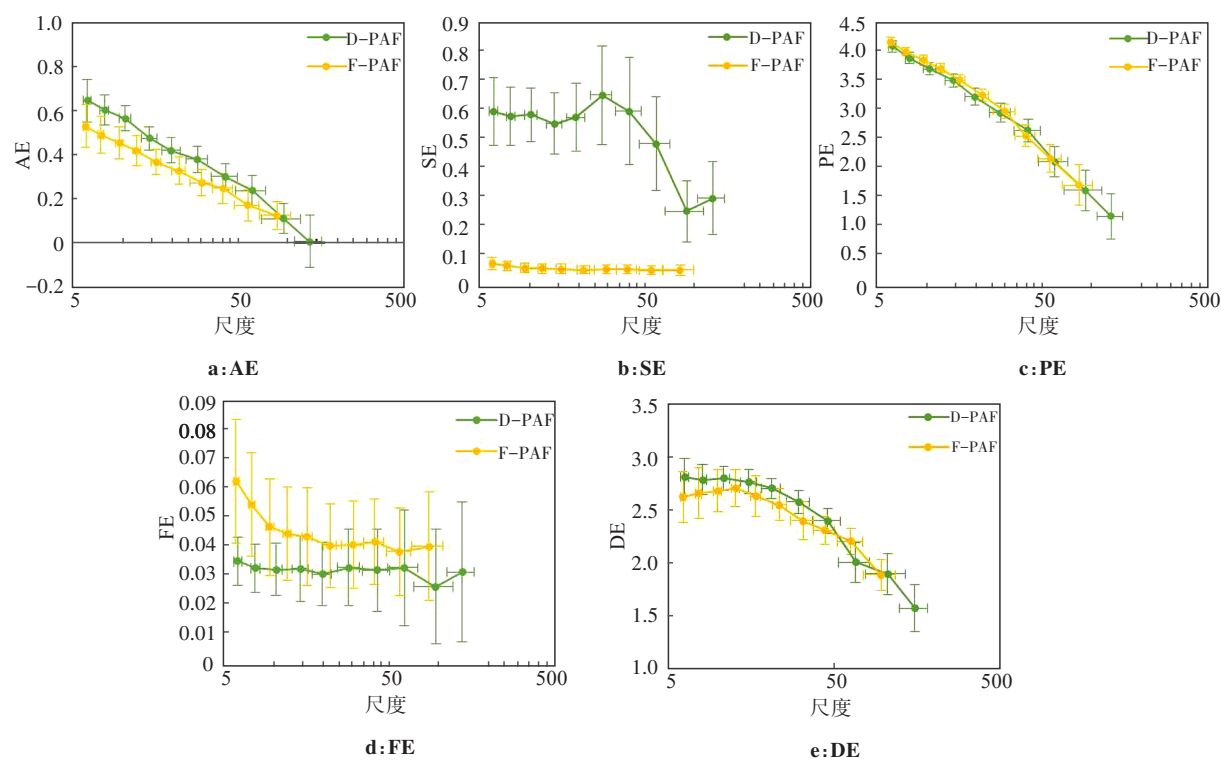 1.0
0.8
0.6
0.4
0.2
0
−0.2
AE
D-PAF
F-PAF
5
50
500
尺度
a:AE
0.9
0.8
0.7
0.6
0.5
0.4
0.3
0.2
0.1
0
SE
D-PAF
F-PAF
5
50
500
尺度
b:SE
4.5
4.0
3.5
3.0
2.5
2.0
1.5
1.0
0.5
0
PE
D-PAF
F-PAF
5
50
500
尺度
c:PE
0.09
0.08
0.07
0.06
0.05
0.04
0.03
0.02
0.01
0
FE
D-PAF
F-PAF
5
50
500
尺度
d:FE
3.5
3.0
2.5
2.0
1.5
1.0
DE
D-PAF
F-PAF
5
50
500
尺度
e:DE